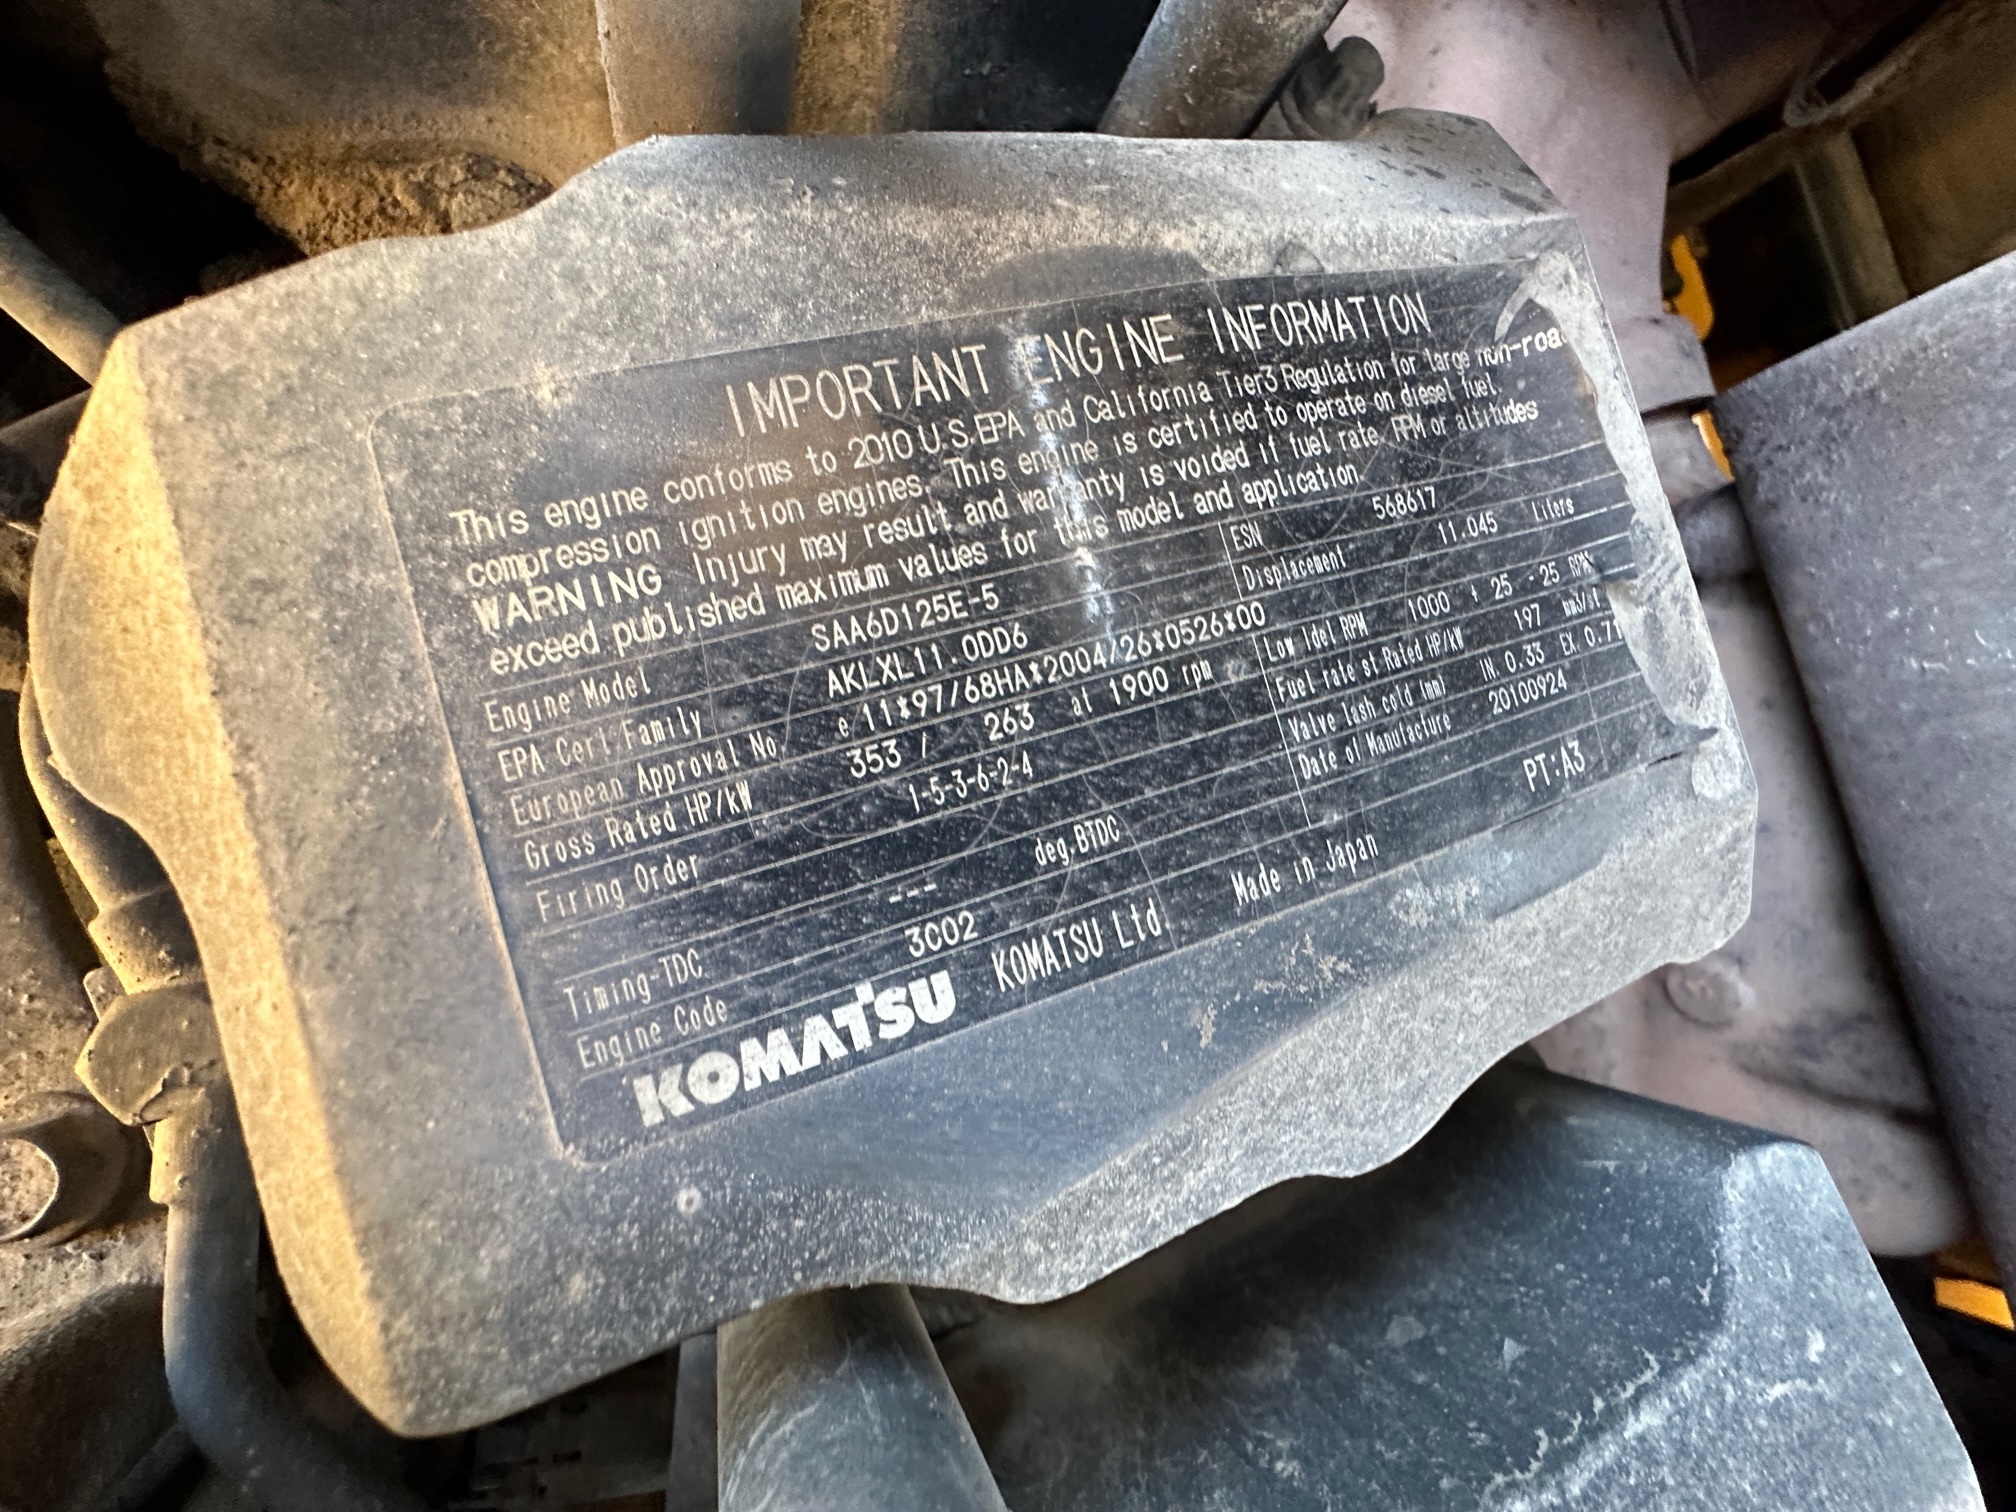 IMPORTANT ENGINE INFORMATION
This engine conforms to 2010 U.S.EPA and California Tier3 Regulation for large non-road
compression ignition engines. This engine is certified to operate on diesel fuel.
WARNING Injury may result and warranty is voided if fuel rate. RPM or altitudes
exceed published maximum values for this model and application.
Engine Model SAA6D125E-5 ESN 568617
EPA Cert Family AKLXL11.0DD6 Displacement 11.045 liters
European Approval No. e 11*97/68HA*2004/26*0526*00 Low Idel RPM 1000 + 25 - 25 RPM
Gross Rated HP/kW 353 / 263 at 1900 rpm Fuel rate st Rated HP/kW 197
Firing Order 1-5-3-6-2-4 Valve lash cold (mm) IN. 0.33 EX 0.71
Date of Manufacture 20100924
Timing-TDC --- deg.BTDC
Engine Code 3C02 PT:A3
KOMATSU KOMATSU Ltd. Made in Japan